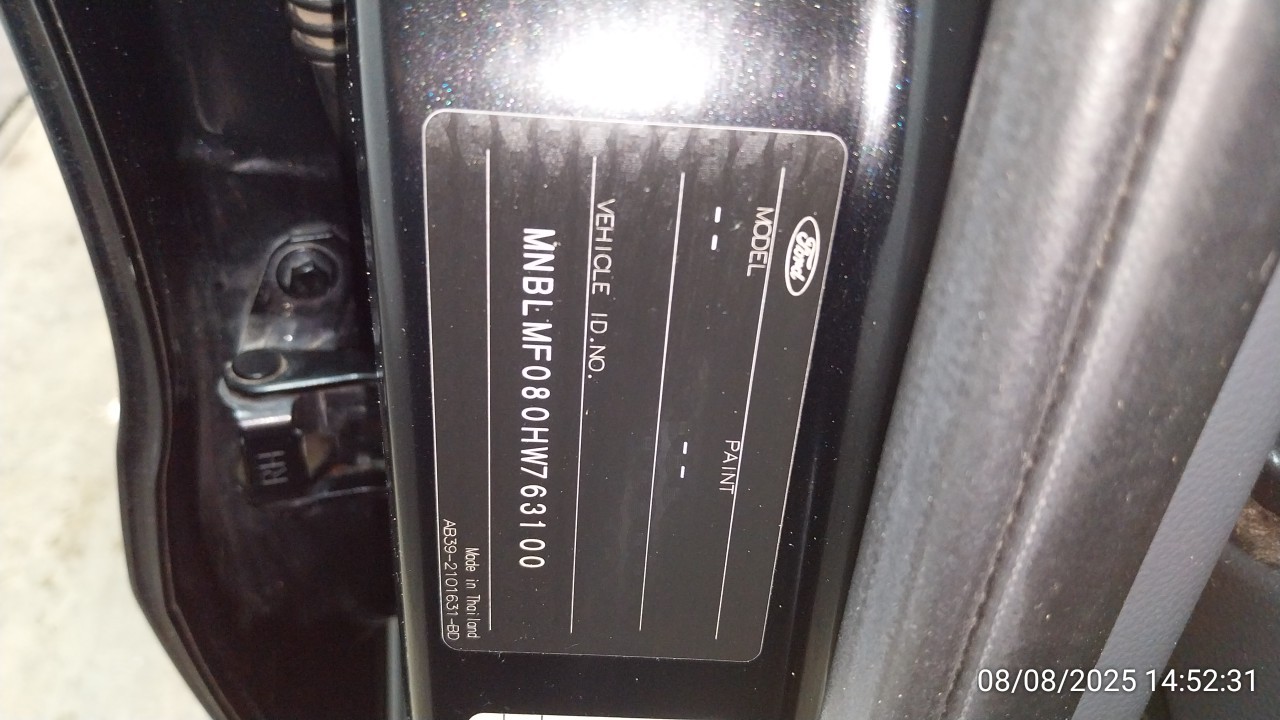 Ford
MODEL PAINT
-- --
VEHICLE ID.NO.
MNBLMF080HW763100
Made in Thailand
AB39-2101631-BD
RH
08/08/2025 14:52:31